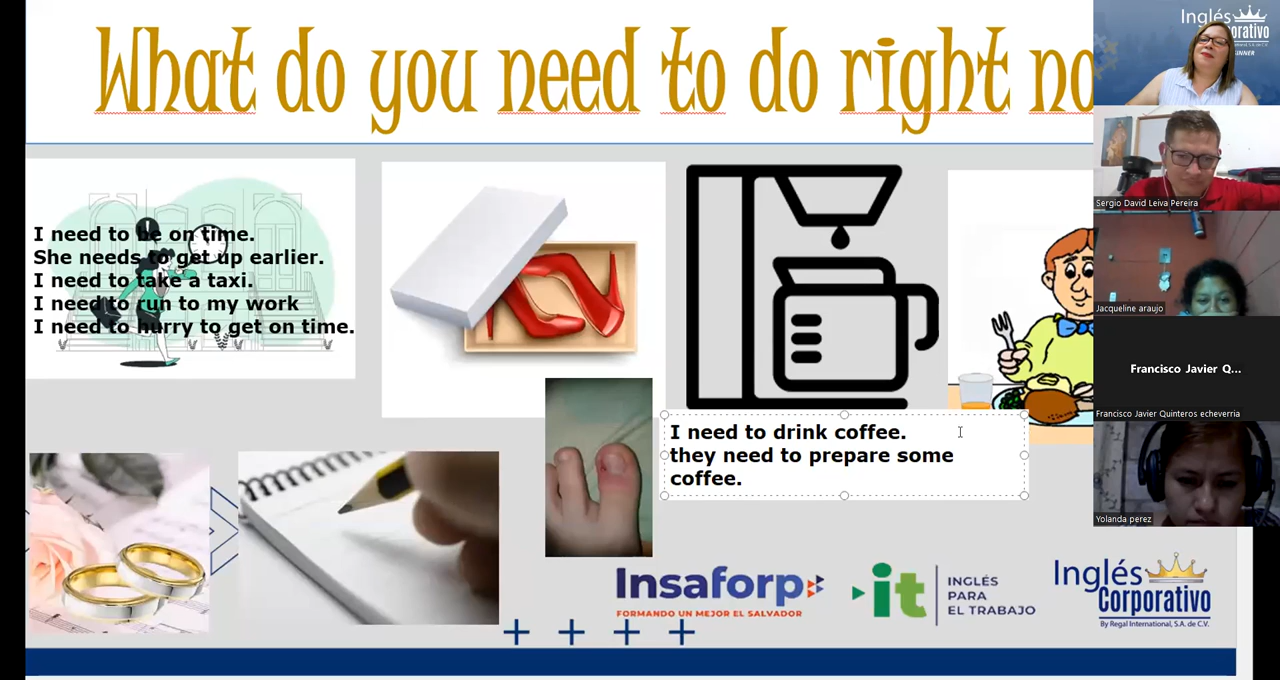 What do you need to do right no
I need to be on time.
She needs to get up earlier.
I need to take a taxi.
I need to run to my work
I need to hurry to get on time.
I need to drink coffee.
they need to prepare some
coffee.
Insaforp
FORMANDO UN MEJOR EL SALVADOR
it
INGLÉS
PARA
EL TRABAJO
Inglés
Corporativo
By Regal International, S.A. de C.V.
Inglés
Sergio David Leiva Pereira
Jacqueline araujo
Francisco Javier Q...
Francisco Javier Quinteros echeverria
Yolanda perez